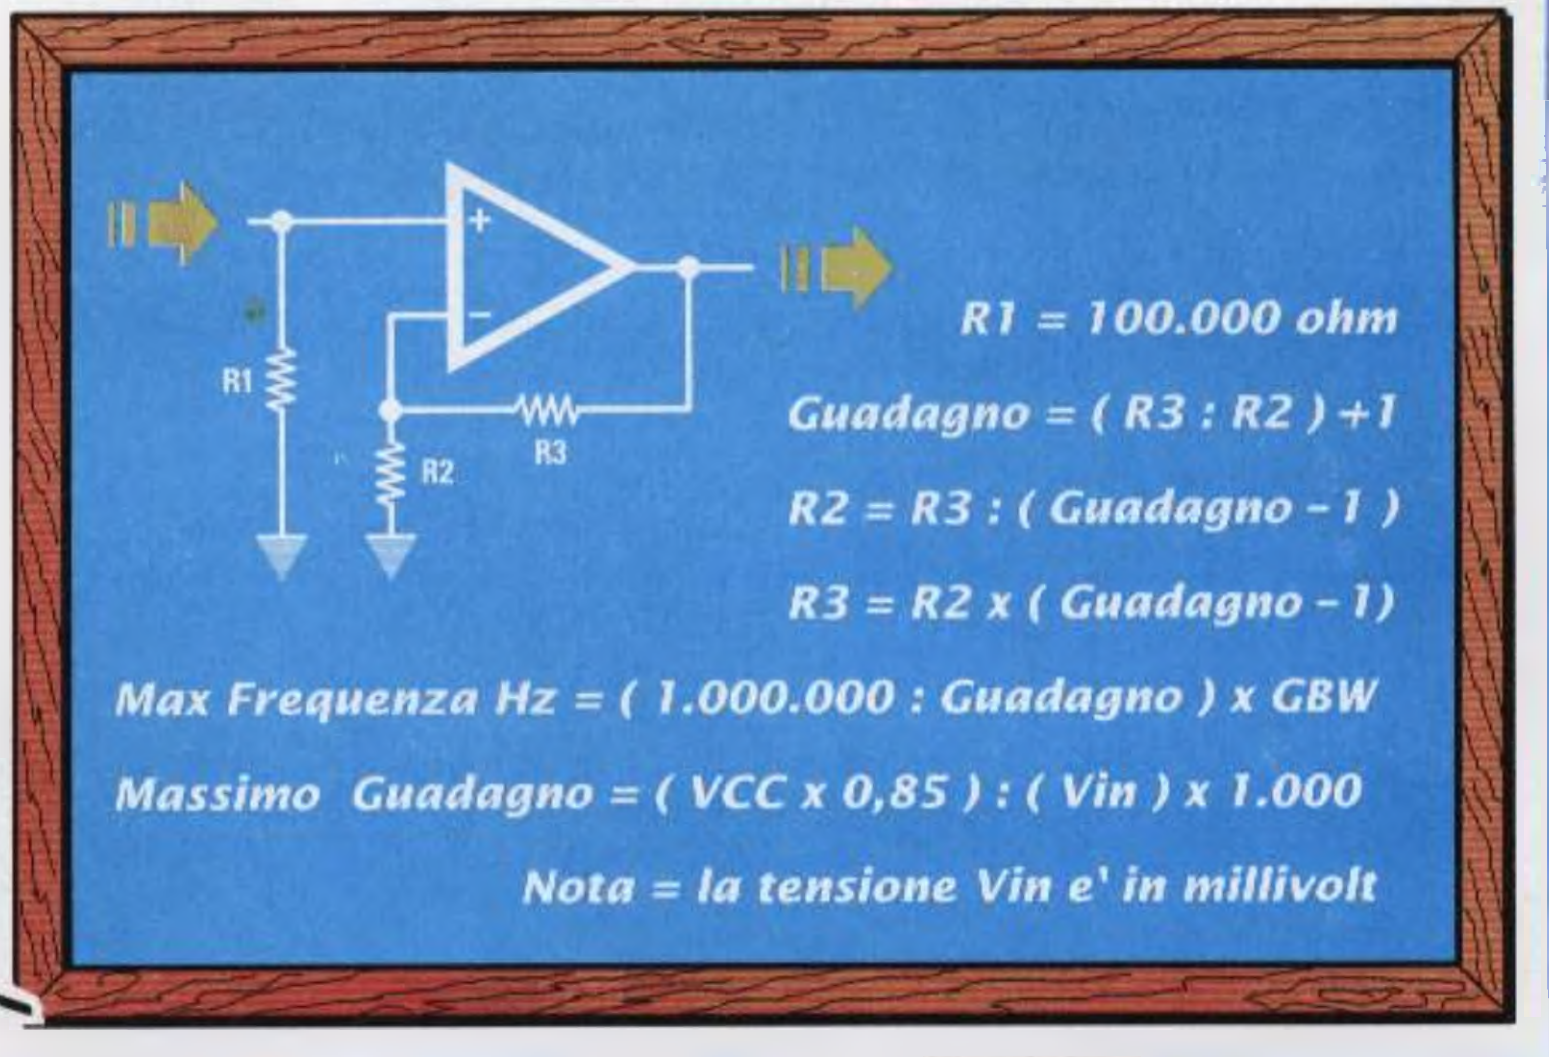 +
−
R1
R2
R3
R1 = 100.000 ohm
Guadagno = ( R3 : R2 ) +1
R2 = R3 : ( Guadagno – 1 )
R3 = R2 x ( Guadagno – 1)
Max Frequenza Hz = ( 1.000.000 : Guadagno ) x GBW
Massimo Guadagno = ( VCC x 0,85 ) : ( Vin ) x 1.000
Nota = la tensione Vin e' in millivolt